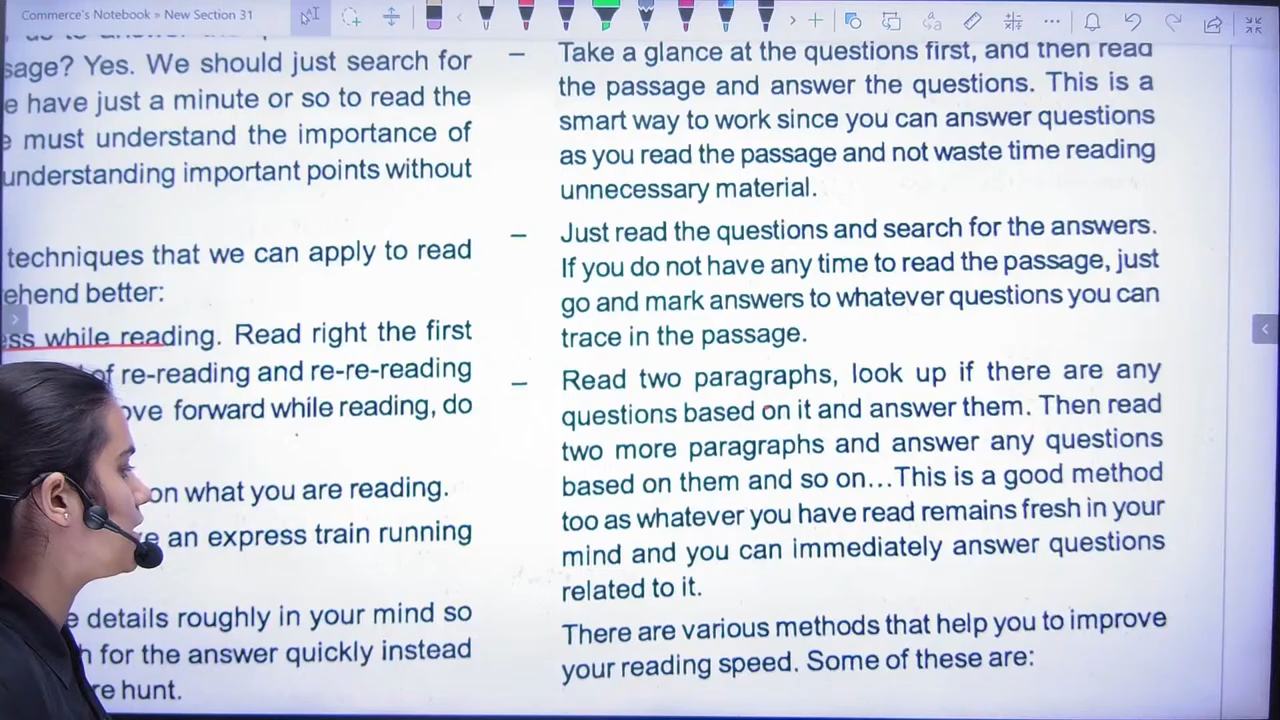 Commerce's Notebook » New Section 31
sage? Yes. We should just search for
e have just a minute or so to read the
e must understand the importance of
understanding important points without
techniques that we can apply to read
ehend better:
ess while reading. Read right the first
of re-reading and re-re-reading
ove forward while reading, do
on what you are reading.
e an express train running
e details roughly in your mind so
h for the answer quickly instead
re hunt.
– Take a glance at the questions first, and then read
the passage and answer the questions. This is a
smart way to work since you can answer questions
as you read the passage and not waste time reading
unnecessary material.
– Just read the questions and search for the answers.
If you do not have any time to read the passage, just
go and mark answers to whatever questions you can
trace in the passage.
– Read two paragraphs, look up if there are any
questions based on it and answer them. Then read
two more paragraphs and answer any questions
based on them and so on...This is a good method
too as whatever you have read remains fresh in your
mind and you can immediately answer questions
related to it.
There are various methods that help you to improve
your reading speed. Some of these are: